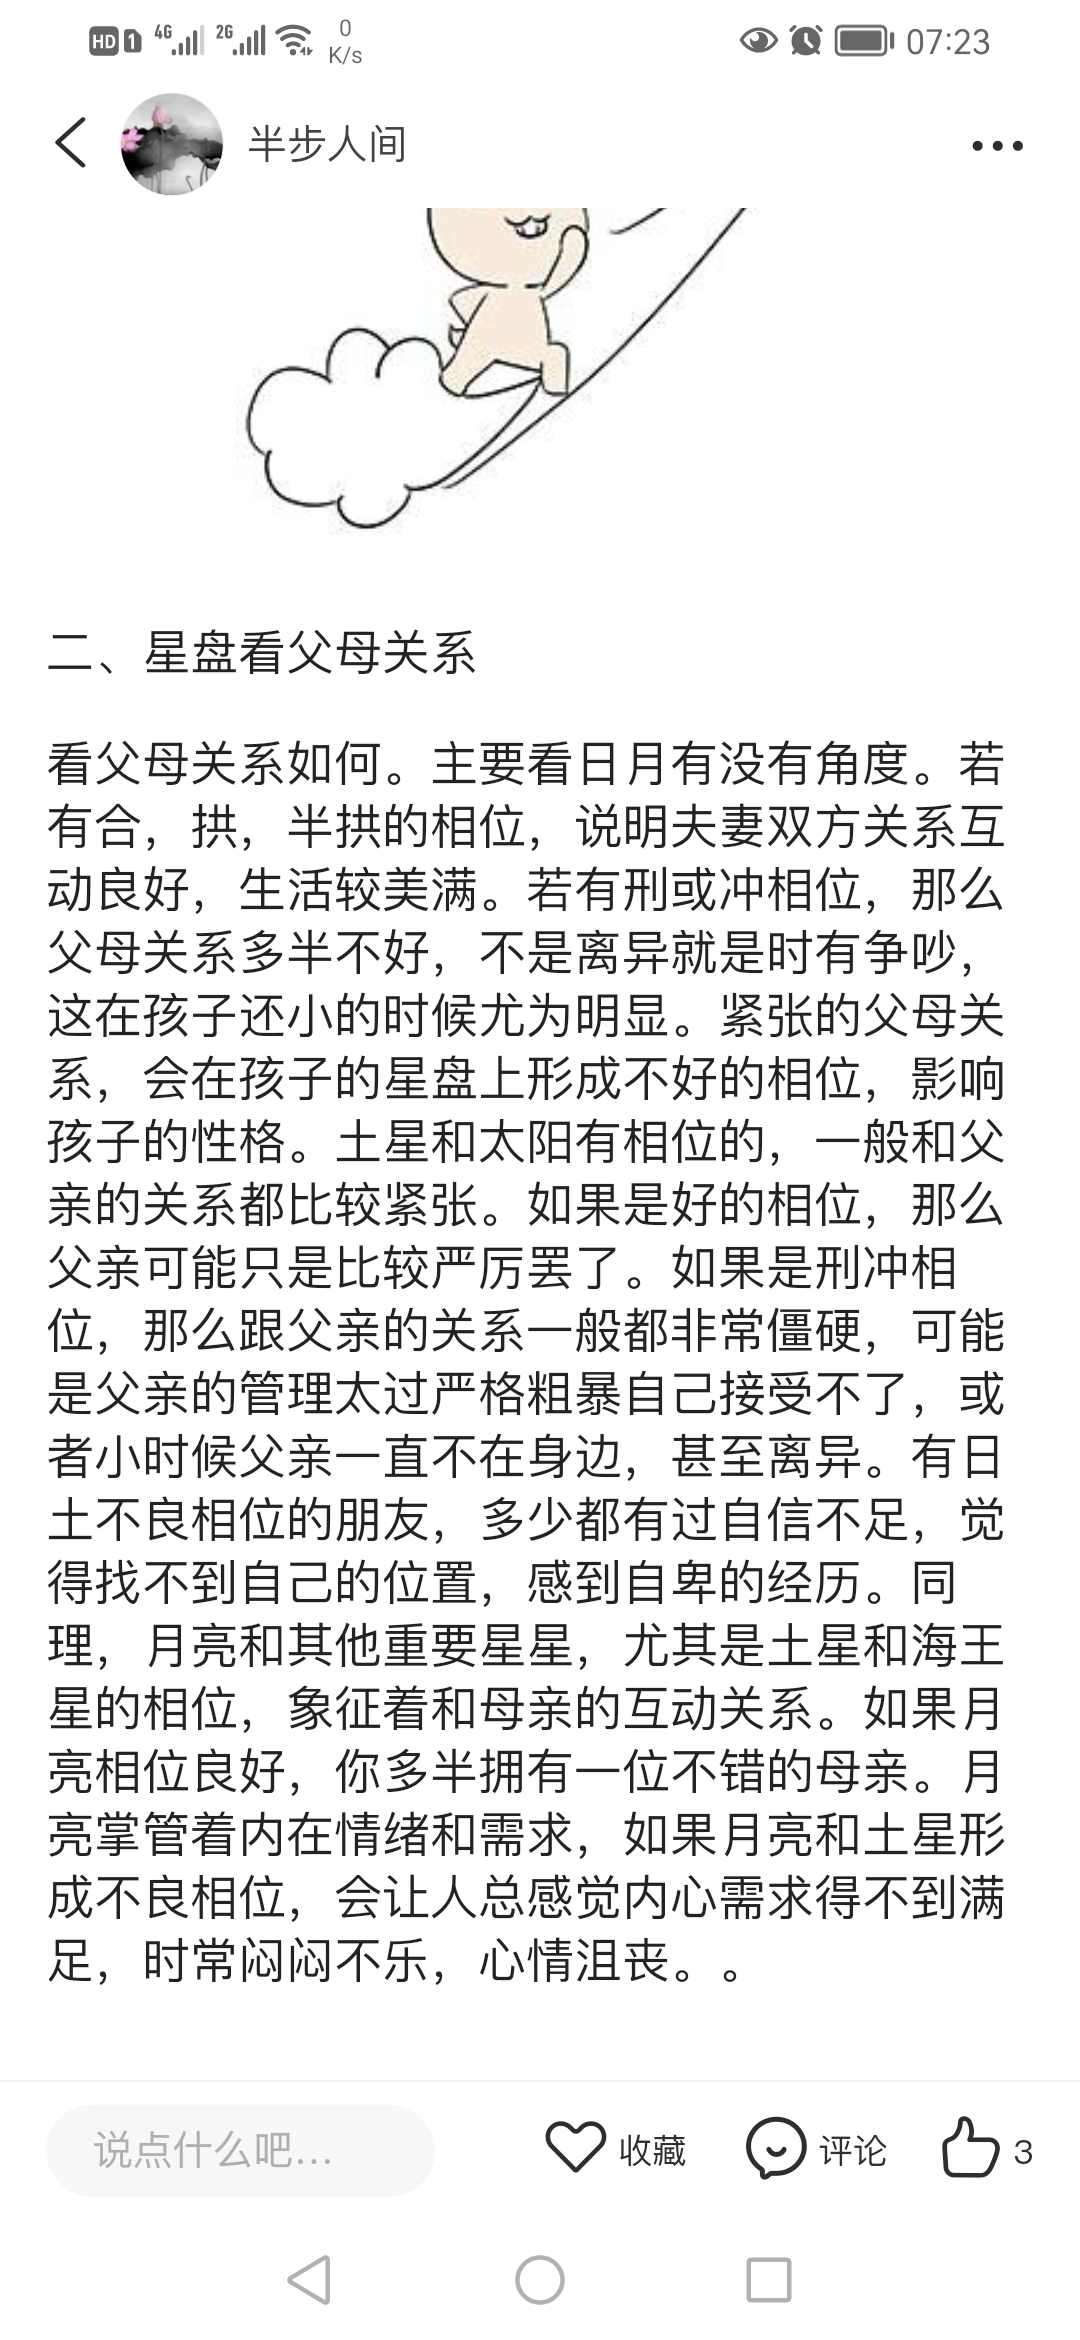 HD 1 4G 2G 0 K/s 07:23
半步人间
二、星盘看父母关系
看父母关系如何。主要看日月有没有角度。若
有合，拱，半拱的相位，说明夫妻双方关系互
动良好，生活较美满。若有刑或冲相位，那么
父母关系多半不好，不是离异就是时有争吵，
这在孩子还小的时候尤为明显。紧张的父母关
系，会在孩子的星盘上形成不好的相位，影响
孩子的性格。土星和太阳有相位的，一般和父
亲的关系都比较紧张。如果是好的相位，那么
父亲可能只是比较严厉罢了。如果是刑冲相
位，那么跟父亲的关系一般都非常僵硬，可能
是父亲的管理太过严格粗暴自己接受不了，或
者小时候父亲一直不在身边，甚至离异。有日
土不良相位的朋友，多少都有过自信不足，觉
得找不到自己的位置，感到自卑的经历。同
理，月亮和其他重要星星，尤其是土星和海王
星的相位，象征着和母亲的互动关系。如果月
亮相位良好，你多半拥有一位不错的母亲。月
亮掌管着内在情绪和需求，如果月亮和土星形
成不良相位，会让人总感觉内心需求得不到满
足，时常闷闷不乐，心情沮丧。。
说点什么吧... 收藏 评论 3